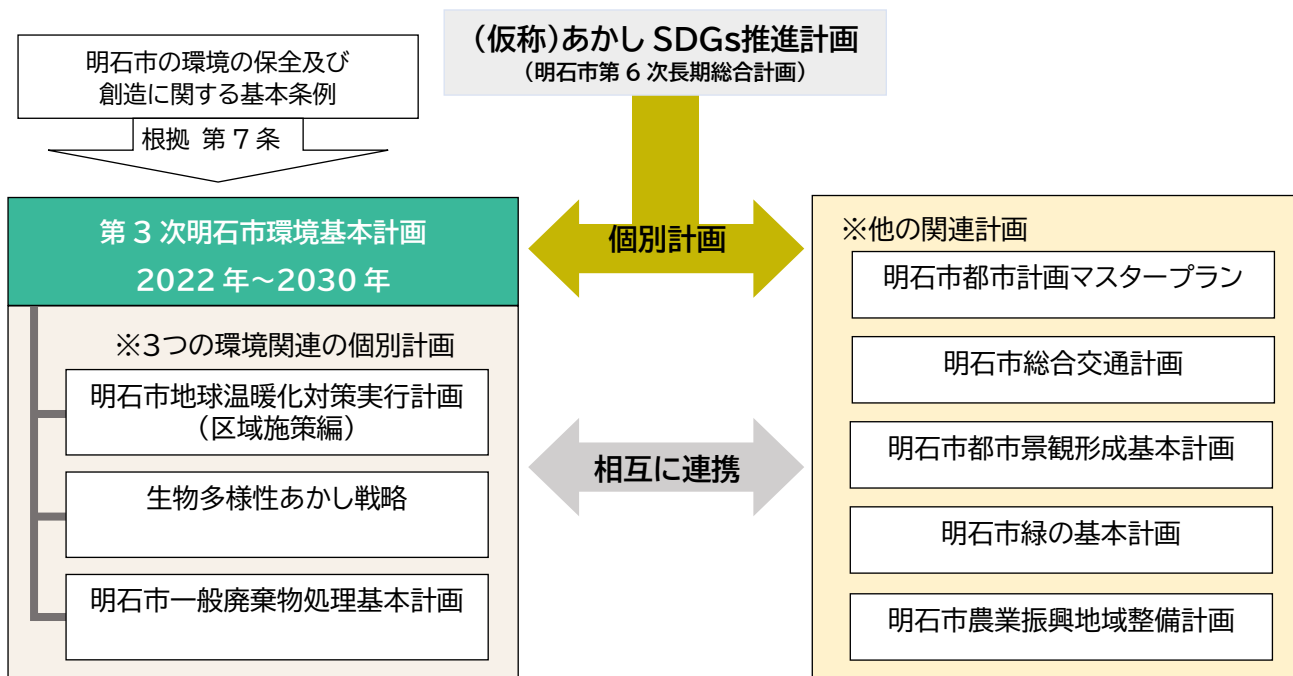 (仮称)あかし SDGs推進計画
(明石市第 6 次長期総合計画)
明石市の環境の保全及び
創造に関する基本条例
根拠 第 7 条
第 3 次明石市環境基本計画
2022 年~2030 年
個別計画
※3つの環境関連の個別計画
明石市地球温暖化対策実行計画
(区域施策編)
生物多様性あかし戦略
明石市一般廃棄物処理基本計画
相互に連携
※他の関連計画
明石市都市計画マスタープラン
明石市総合交通計画
明石市都市景観形成基本計画
明石市緑の基本計画
明石市農業振興地域整備計画